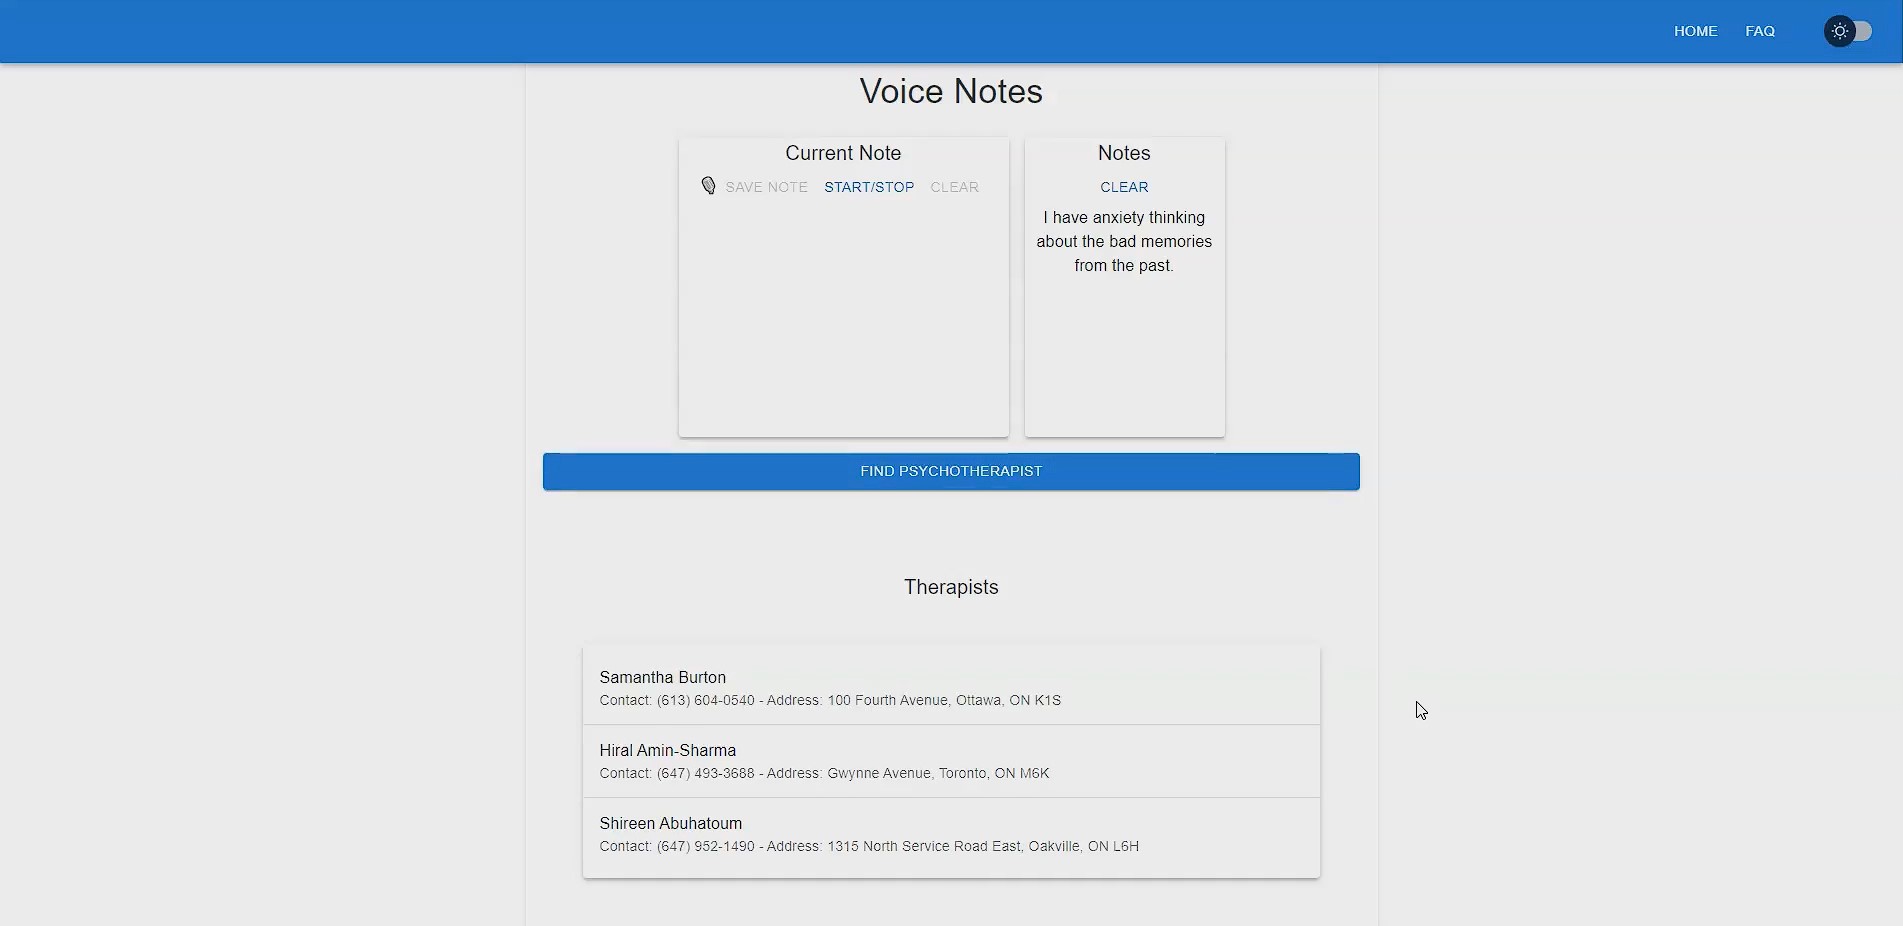 HOME FAQ
Voice Notes
Current Note
SAVE NOTE START/STOP CLEAR
Notes
CLEAR
I have anxiety thinking
about the bad memories
from the past.
FIND PSYCHOTHERAPIST
Therapists
Samantha Burton
Contact: (613) 604-0540 - Address: 100 Fourth Avenue, Ottawa, ON K1S
Hiral Amin-Sharma
Contact: (647) 493-3688 - Address: Gwynne Avenue, Toronto, ON M6K
Shireen Abuhatoum
Contact: (647) 952-1490 - Address: 1315 North Service Road East, Oakville, ON L6H